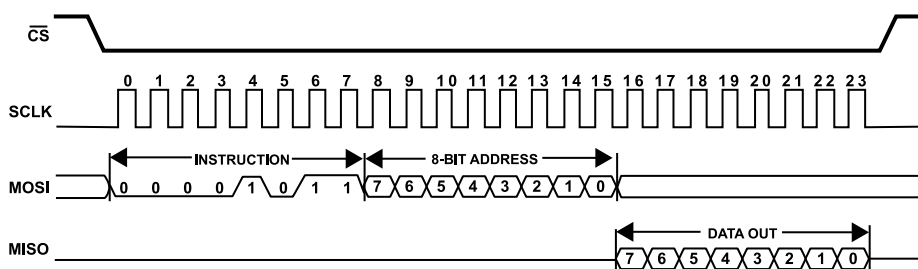 CS
0 1 2 3 4 5 6 7 8 9 10 11 12 13 14 15 16 17 18 19 20 21 22 23
SCLK
INSTRUCTION 8-BIT ADDRESS
MOSI 0 0 0 0 1 0 1 1 7 6 5 4 3 2 1 0
DATA OUT
MISO 7 6 5 4 3 2 1 0